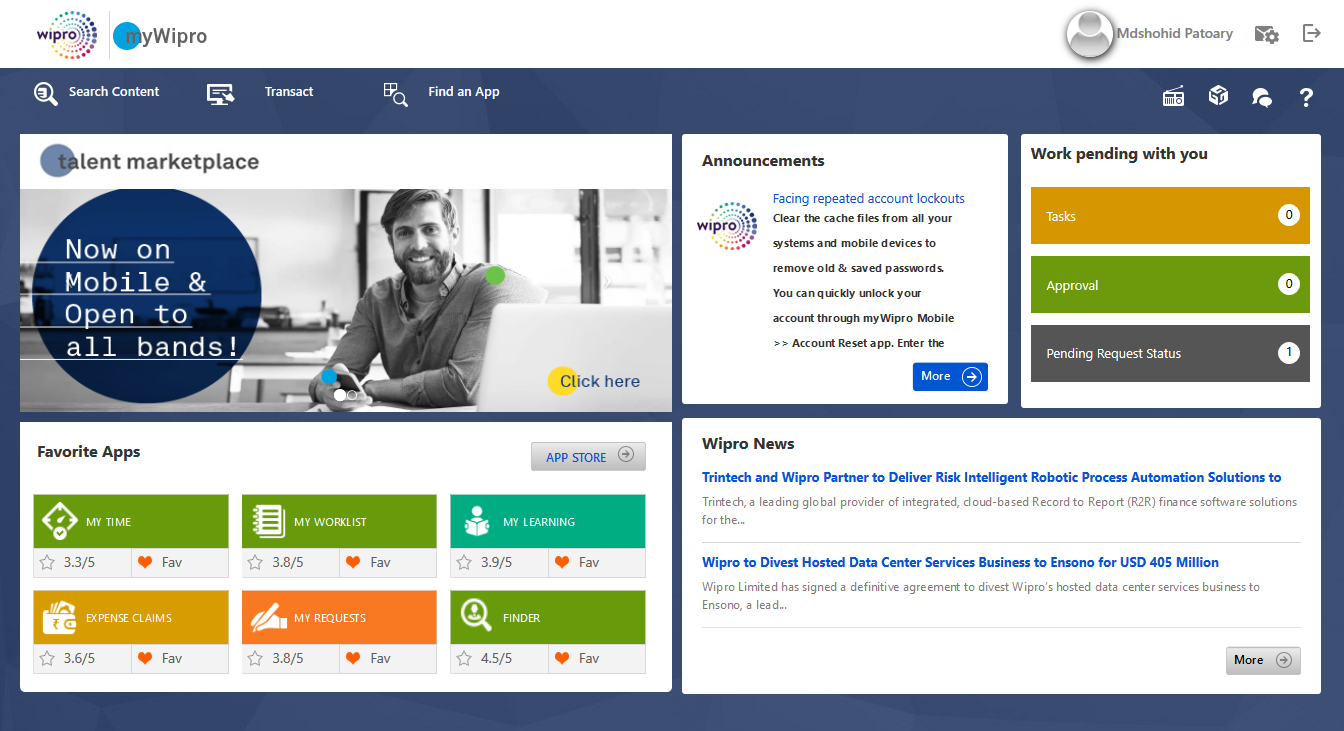 wipro
myWipro
Mdshohid Patoary
Search Content
Transact
Find an App
?
talent marketplace
Now on
Mobile &
Open to
all bands!
Click here
Announcements
wipro
Facing repeated account lockouts
Clear the cache files from all your
systems and mobile devices to
remove old & saved passwords.
You can quickly unlock your
account through myWipro Mobile
>> Account Reset app. Enter the
More
Work pending with you
Tasks 0
Approval 0
Pending Request Status 1
Favorite Apps
APP STORE
MY TIME
3.3/5 Fav
MY WORKLIST
3.8/5 Fav
MY LEARNING
3.9/5 Fav
EXPENSE CLAIMS
3.6/5 Fav
MY REQUESTS
3.8/5 Fav
FINDER
4.5/5 Fav
Wipro News
Trintech and Wipro Partner to Deliver Risk Intelligent Robotic Process Automation Solutions to
Trintech, a leading global provider of integrated, cloud-based Record to Report (R2R) finance software solutions
for the...
Wipro to Divest Hosted Data Center Services Business to Ensono for USD 405 Million
Wipro Limited has signed a definitive agreement to divest Wipro's hosted data center services business to
Ensono, a lead...
More